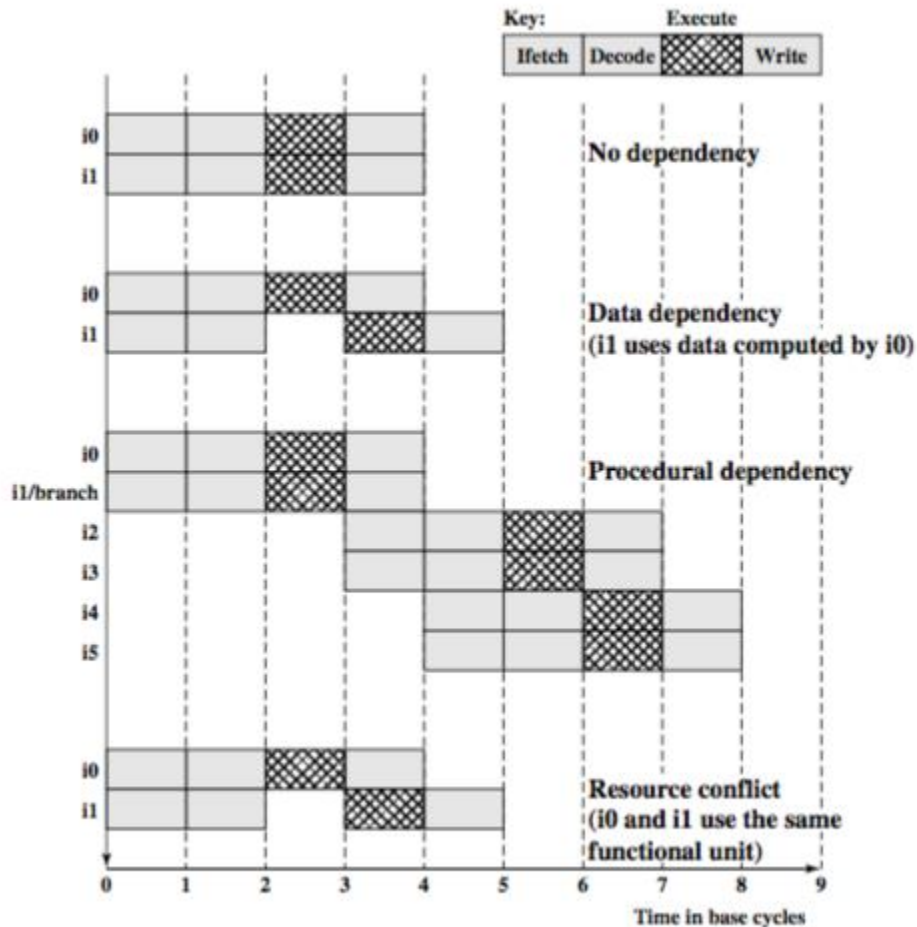 Key: Execute
Ifetch Decode Write
i0
i1
No dependency
i0
i1
Data dependency
(i1 uses data computed by i0)
i0
i1/branch
Procedural dependency
i2
i3
i4
i5
i0
i1
Resource conflict
(i0 and i1 use the same
functional unit)
0 1 2 3 4 5 6 7 8 9
Time in base cycles